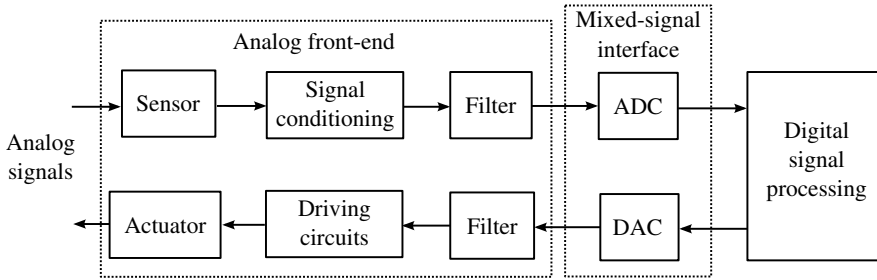 Mixed-signal
interface
Analog front-end
Sensor
Signal
conditioning
Filter
ADC
Digital
signal
processing
Analog
signals
Actuator
Driving
circuits
Filter
DAC